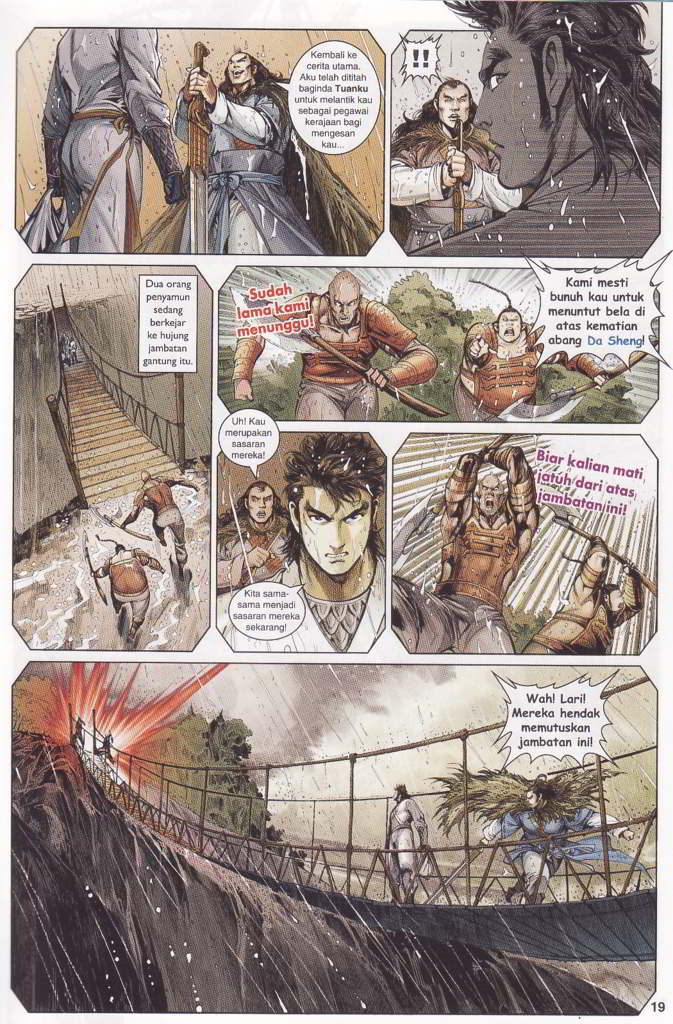 Kembali ke
cerita utama.
Aku telah dititah
baginda Tuanku
untuk melantik kau
sebagai pegawai
kerajaan bagi
mengesan
kau...
!!
Dua orang
penyamun
sedang
berkejar
ke hujung
jambatan
gantung itu.
Sudah
lama kami
menunggu!
Kami mesti
bunuh kau untuk
menuntut bela di
atas kematian
abang Da Sheng!
Uh! Kau
merupakan
sasaran
mereka!
Kita sama-
sama menjadi
sasaran mereka
sekarang!
Biar kalian mati
jatuh dari atas
jambatan ini!
Wah! Lari!
Mereka hendak
memutuskan
jambatan ini!
19